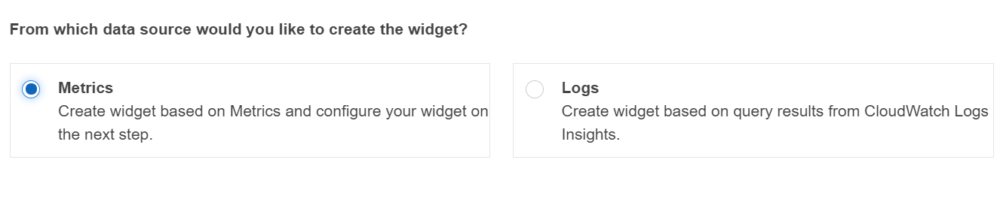 From which data source would you like to create the widget?
Metrics
Create widget based on Metrics and configure your widget on
the next step.
Logs
Create widget based on query results from CloudWatch Logs
Insights.